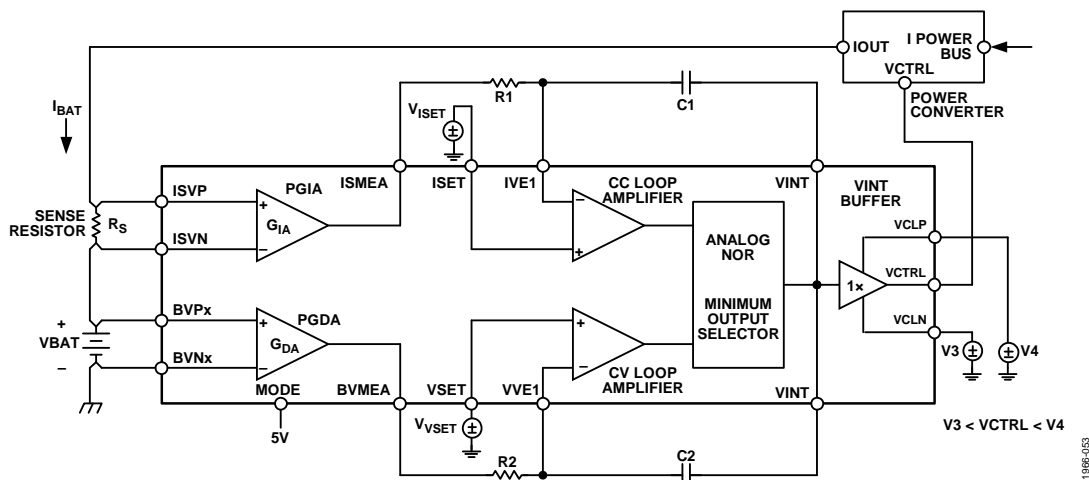 IOUT
I POWER
BUS
VCTRL
POWER
CONVERTER
R1
C1
IBAT
VISET
ISVP
ISMEA
ISET
IVE1
VINT
PGIA
CC LOOP
AMPLIFIER
VINT
BUFFER
SENSE
RESISTOR
RS
GIA
+
−
ISVN
−
+
ANALOG
NOR
MINIMUM
OUTPUT
SELECTOR
VCLP
VCTRL
1×
VCLN
BVPx
PGDA
+
VBAT
−
GDA
+
−
BVNx
+
−
CV LOOP
AMPLIFIER
V3
V4
MODE
BVMEA
VSET
VVE1
VINT
5V
VVSET
V3 < VCTRL < V4
R2
C2
1966-053